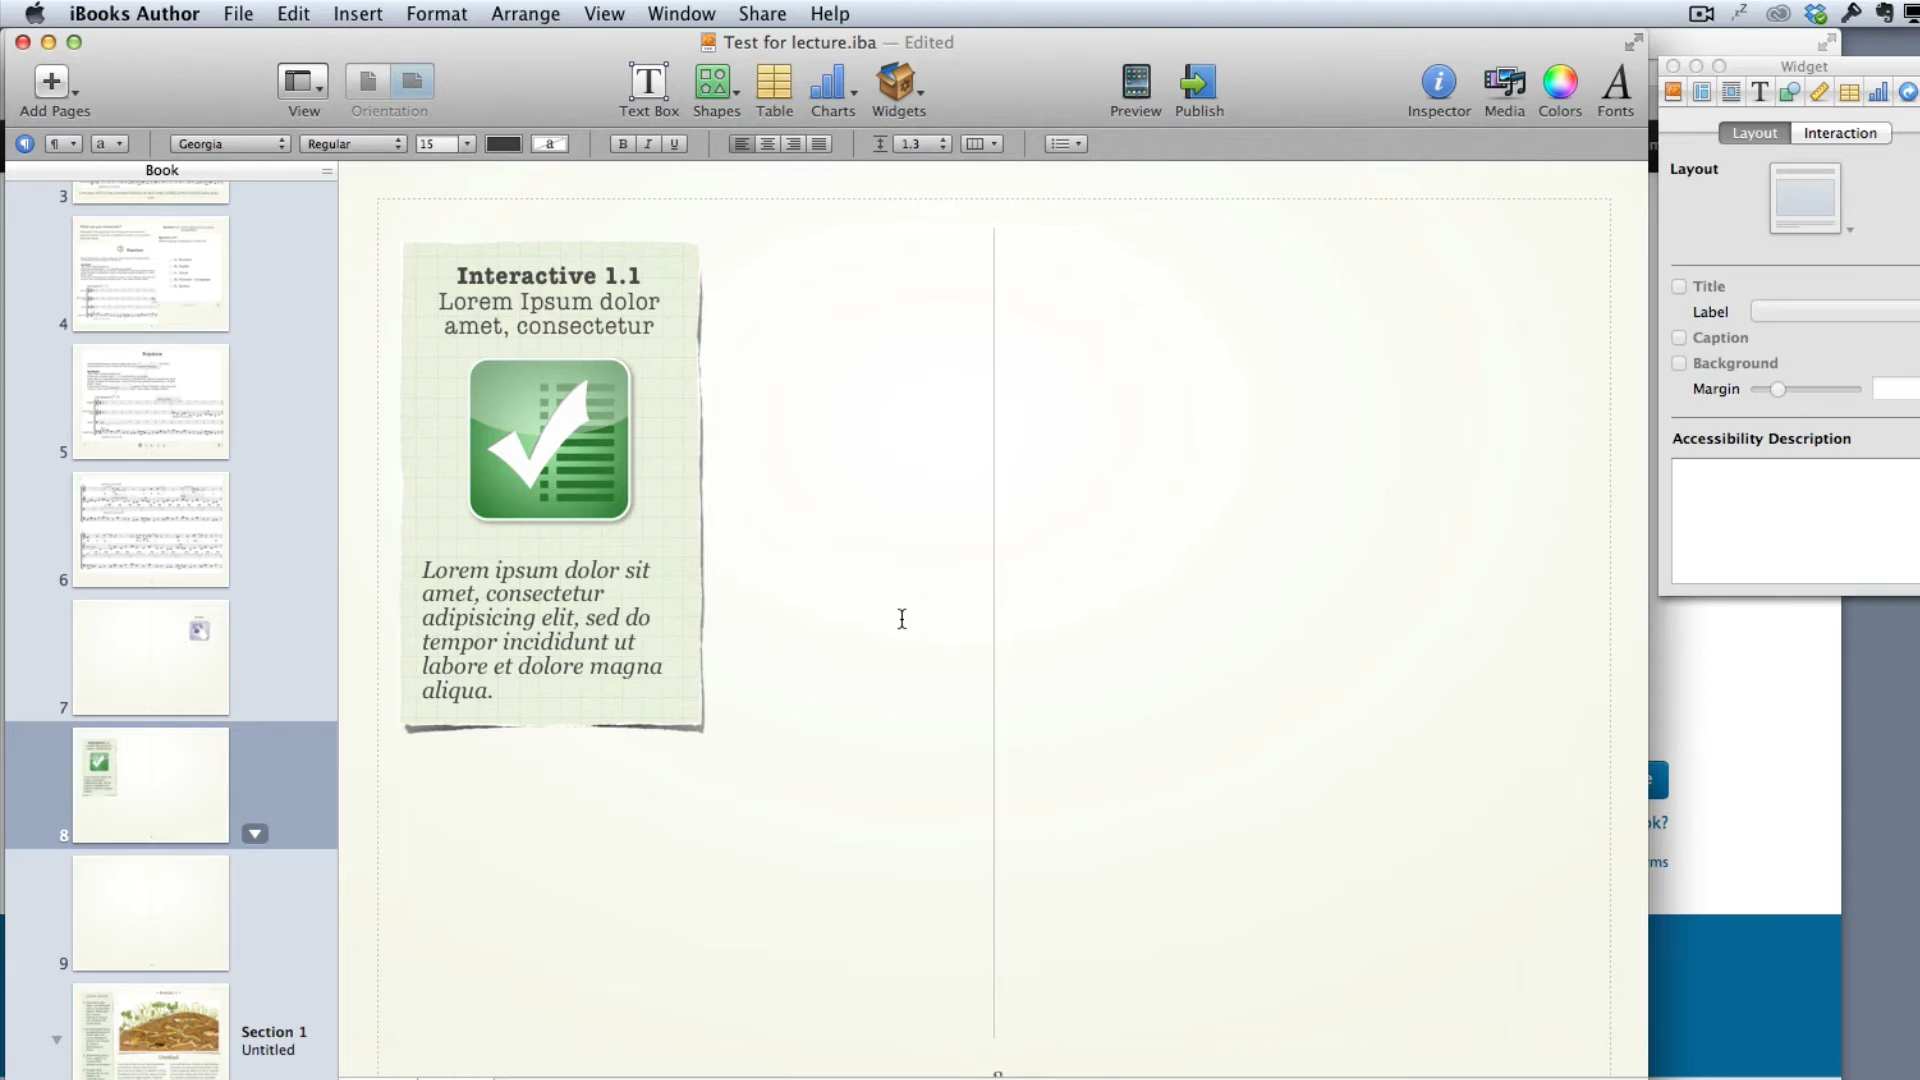 iBooks Author File Edit Insert Format Arrange View Window Share Help
Test for lecture.iba — Edited
Add Pages View Orientation Text Box Shapes Table Charts Widgets Preview Publish Inspector Media Colors Fonts
Georgia Regular 15 a B I U 1.3
Book
3
4
5
6
7
8
9
Section 1
Untitled
Interactive 1.1
Lorem Ipsum dolor
amet, consectetur
Lorem ipsum dolor sit
amet, consectetur
adipisicing elit, sed do
tempor incididunt ut
labore et dolore magna
aliqua.
Widget
Layout Interaction
Layout
Title
Label
Caption
Background
Margin
Accessibility Description
ok?
ms